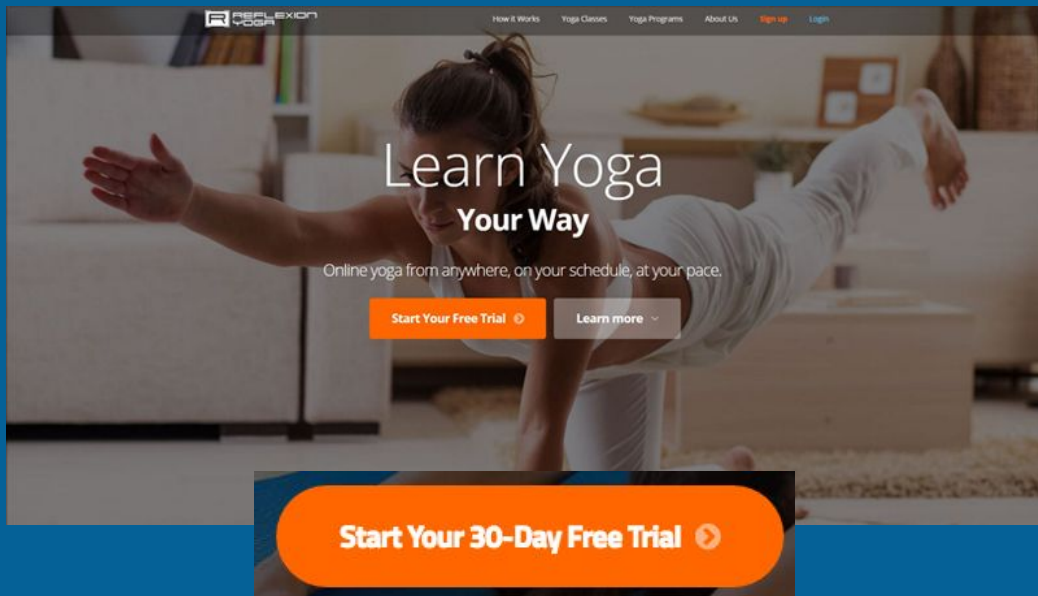 R REFLEXION YOGA
How it Works Yoga Classes Yoga Programs About Us Sign up Login
Learn Yoga
Your Way
Online yoga from anywhere, on your schedule, at your pace.
Start Your Free Trial Learn more
Start Your 30-Day Free Trial